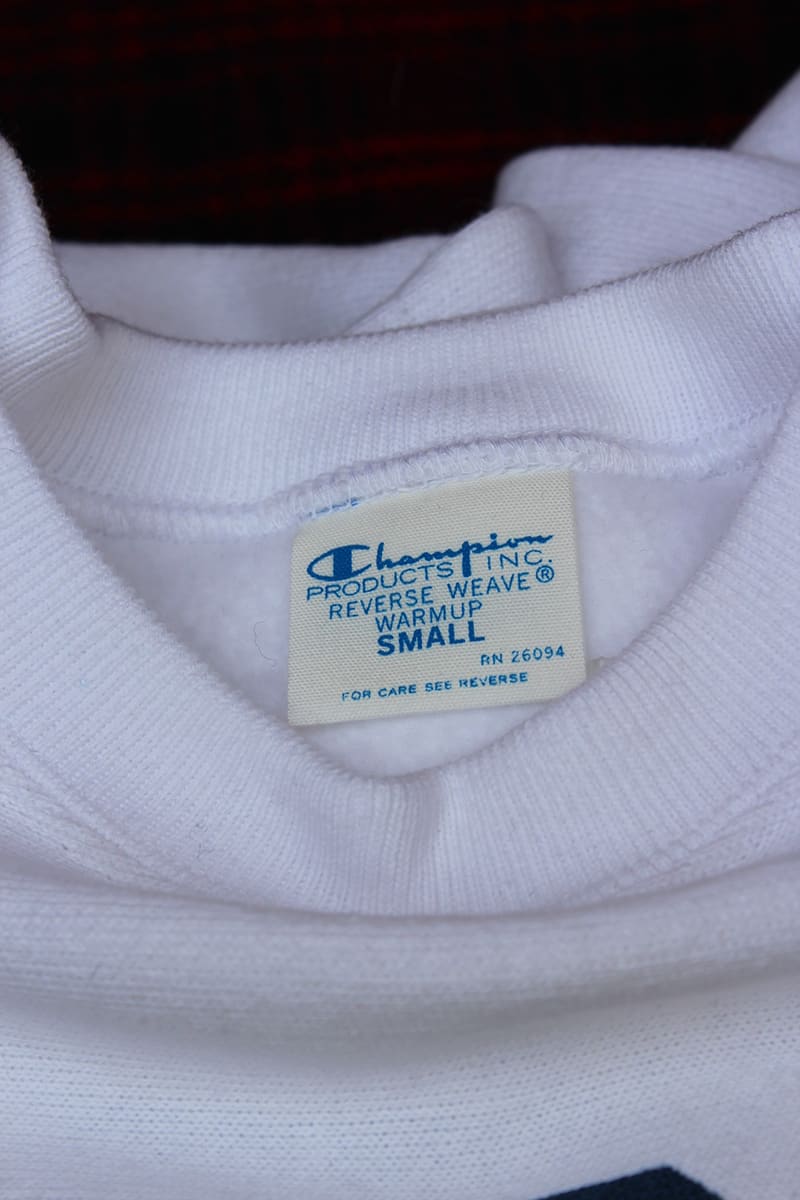 Champion
PRODUCTS INC.
REVERSE WEAVE®
WARMUP
SMALL
RN 26094
FOR CARE SEE REVERSE